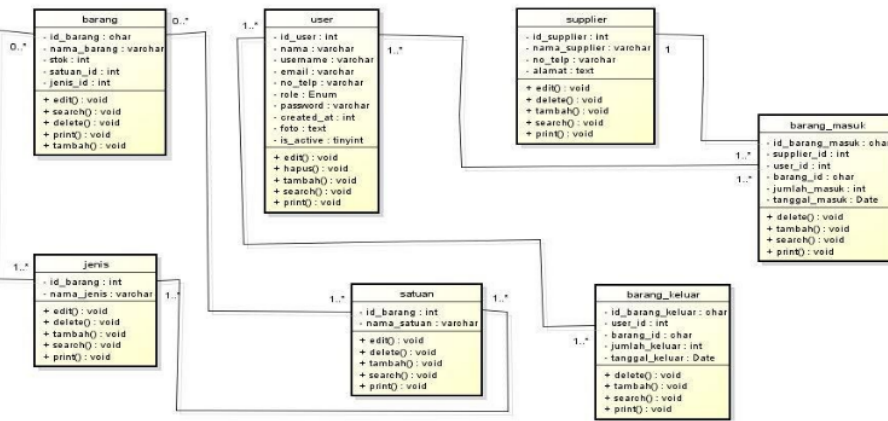 barang
- id_barang : char
- nama_barang : varchar
- stok : int
- satuan_id : int
- jenis_id : int
+ edit() : void
+ search() : void
+ delete() : void
+ print() : void
+ tambah() : void
0..*
0..*
user
- id_user : int
- nama : varchar
- username : varchar
- email : varchar
- no_telp : varchar
- role : Enum
- password : varchar
- created_at : int
- foto : text
- is_active : tinyint
+ edit() : void
+ hapus() : void
+ tambah() : void
+ search() : void
+ print() : void
1..*
1..*
supplier
- id_supplier : int
- nama_supplier : varchar
- no_telp : varchar
- alamat : text
+ edit() : void
+ delete() : void
+ tambah() : void
+ search() : void
+ print() : void
1
barang_masuk
- id_barang_masuk : char
- supplier_id : int
- user_id : int
- barang_id : char
- jumlah_masuk : int
- tanggal_masuk : Date
+ delete() : void
+ tambah() : void
+ search() : void
+ print() : void
1..*
1..*
jenis
- id_barang : int
- nama_jenis : varchar
+ edit() : void
+ delete() : void
+ tambah() : void
+ search() : void
+ print() : void
1..*
1..*
satuan
- id_barang : int
- nama_satuan : varchar
+ edit() : void
+ delete() : void
+ tambah() : void
+ search() : void
+ print() : void
1..*
1..*
barang_keluar
- id_barang_keluar : char
- user_id : int
- barang_id : char
- jumlah_keluar : int
- tanggal_keluar : Date
+ delete() : void
+ tambah() : void
+ search() : void
+ print() : void
1..*